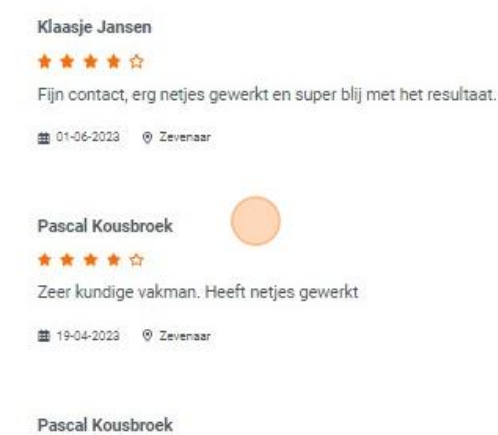 Klaasje Jansen
Fijn contact, erg netjes gewerkt en super blij met het resultaat.
01-06-2023 Zevenaar
Pascal Kousbroek
Zeer kundige vakman. Heeft netjes gewerkt
19-04-2023 Zevenaar
Pascal Kousbroek